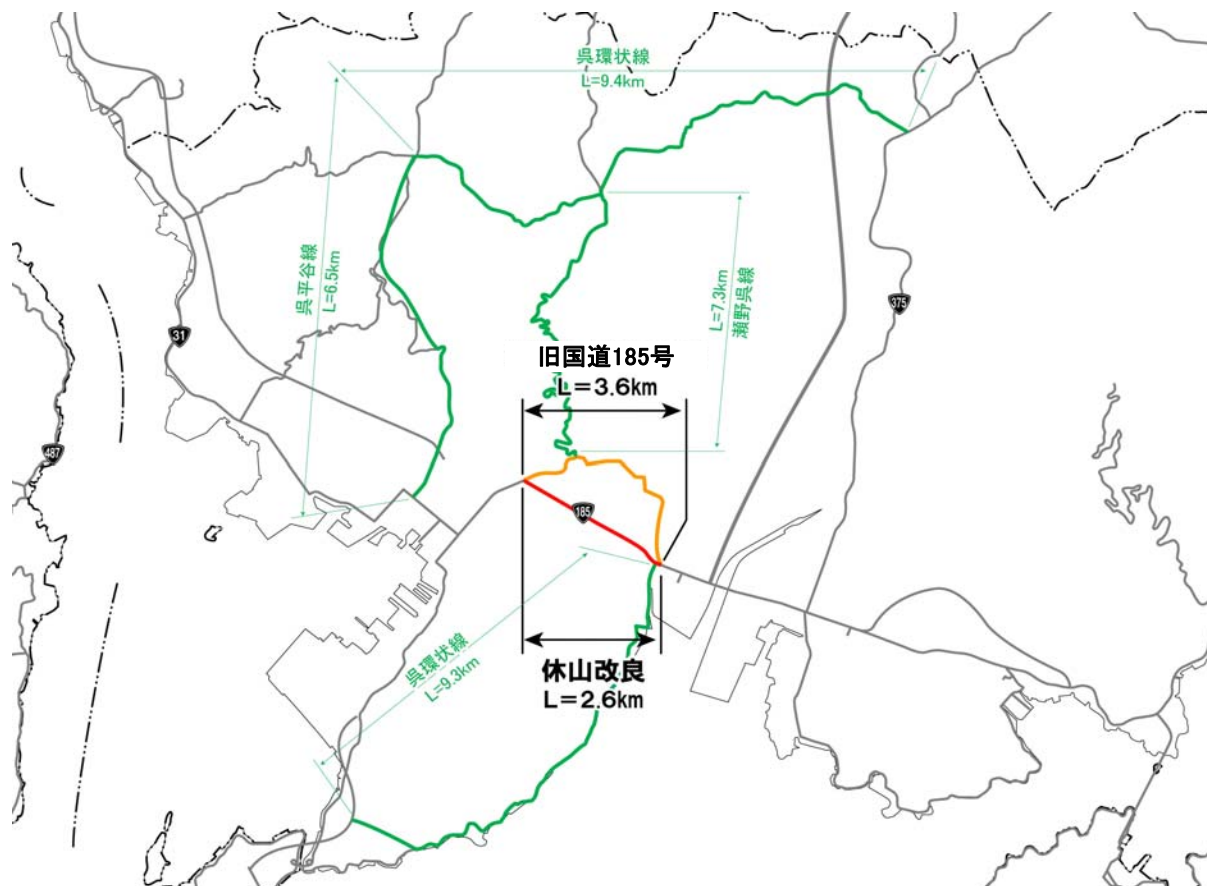 呉環状線
L=9.4km
呉平谷線
L=6.5km
31
L=7.3km
瀬野呉線
375
旧国道185号
L=3.6km
487
185
呉環状線
L=9.3km
休山改良
L=2.6km